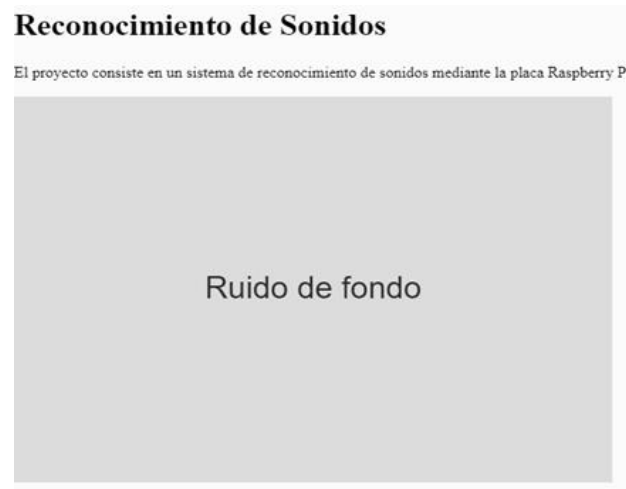 Reconocimiento de Sonidos
El proyecto consiste en un sistema de reconocimiento de sonidos mediante la placa Raspberry P
Ruido de fondo